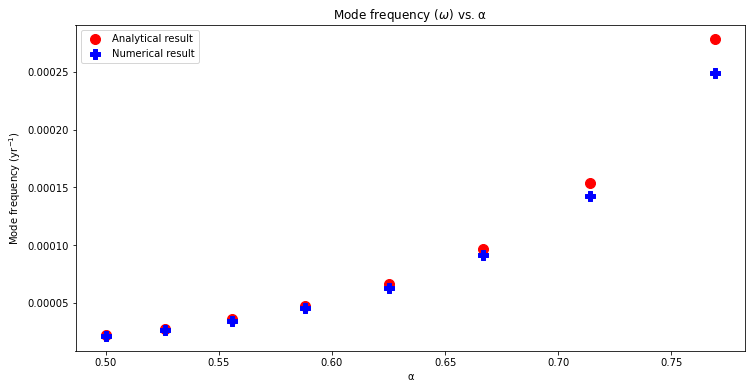 Mode frequency (ω) vs. α
Analytical result
Numerical result
Mode frequency (yr⁻¹)
0.00025
0.00020
0.00015
0.00010
0.00005
0.50 0.55 0.60 0.65 0.70 0.75
α